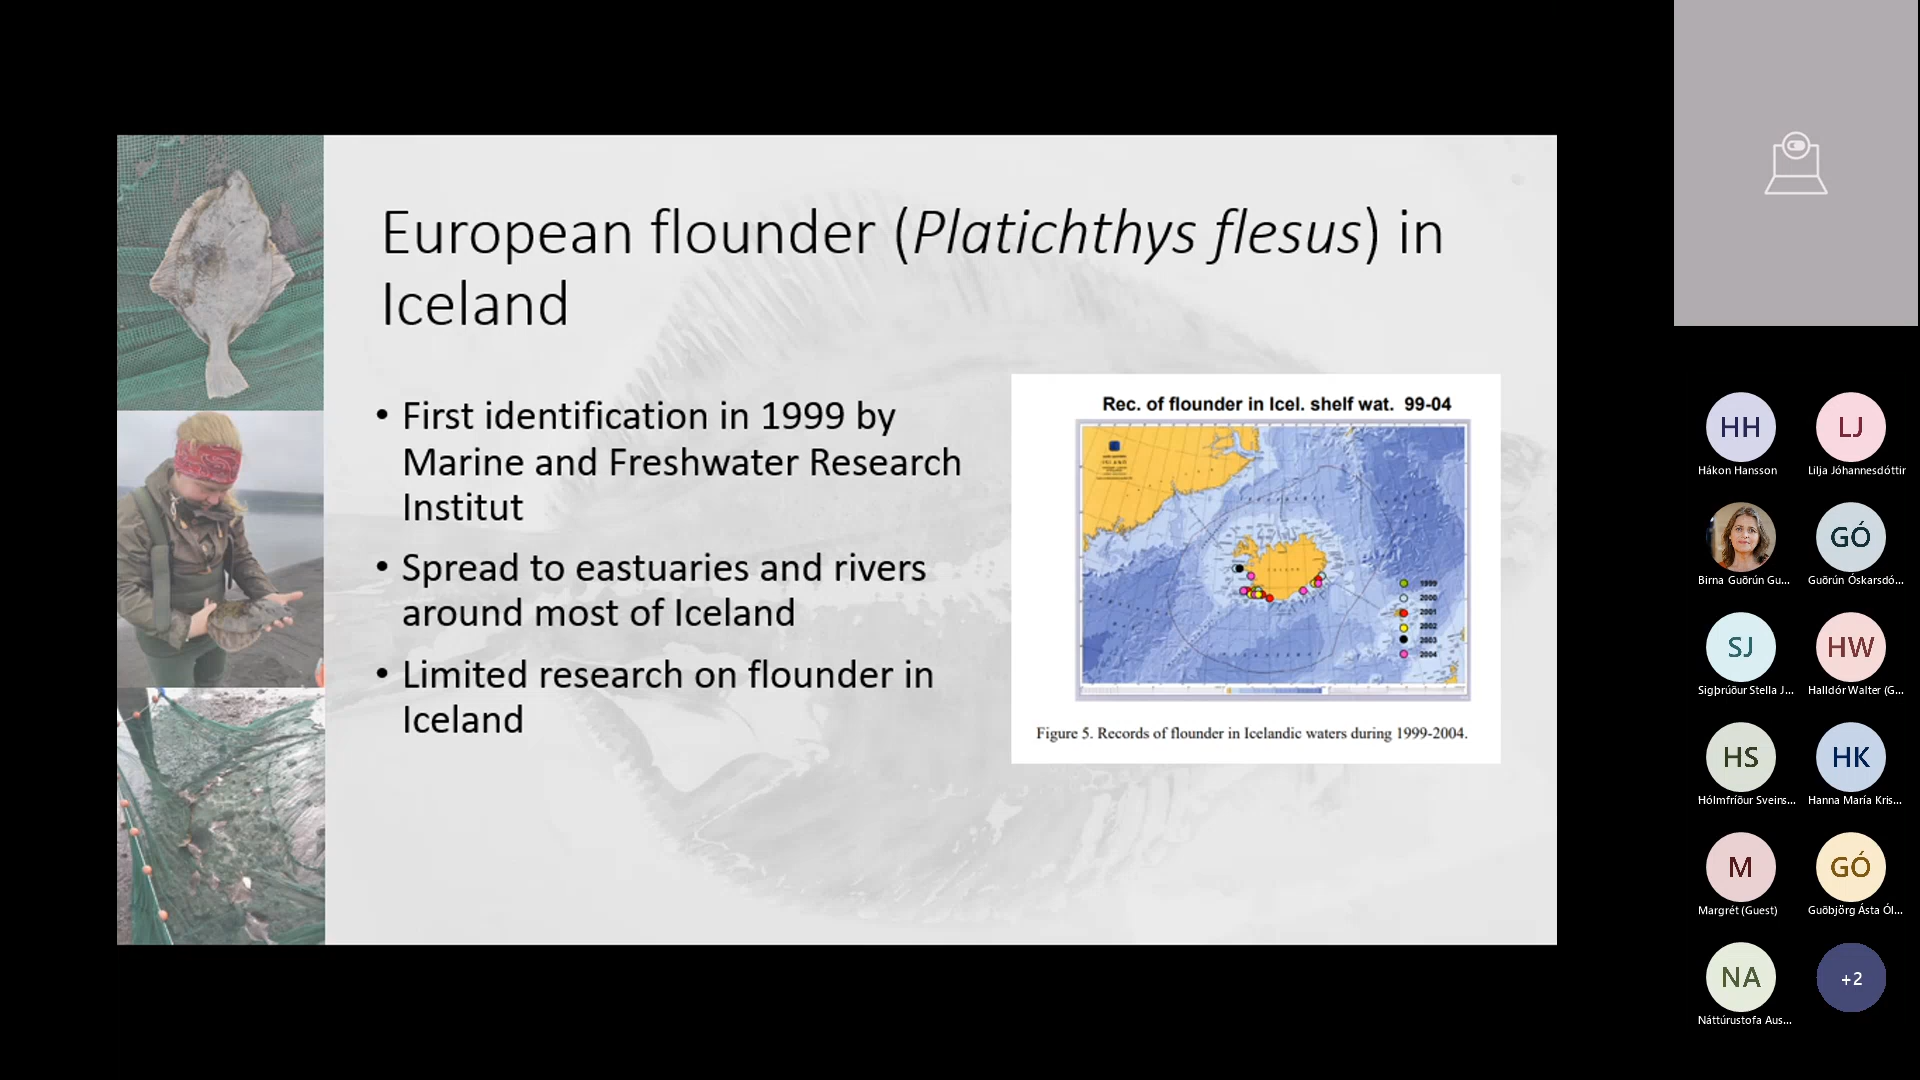 European flounder (Platichthys flesus) in
Iceland
• First identification in 1999 by
Marine and Freshwater Research
Institut
• Spread to eastuaries and rivers
around most of Iceland
• Limited research on flounder in
Iceland
Rec. of flounder in Icel. shelf wat. 99-04
1999
2000
2001
2002
2003
2004
Figure 5. Records of flounder in Icelandic waters during 1999-2004.
HH
Hákon Hansson
LJ
Lilja Jóhannesdóttir
Birna Guðrún Gu...
GÓ
Guðrún Óskarsdó...
SJ
Sigþrúður Stella J...
HW
Halldór Walter (G...
HS
Hólmfríður Sveins...
HK
Hanna María Kris...
M
Margrét (Guest)
GÓ
Guðbjörg Ásta Ól...
NA
Náttúrustofa Aus...
+2